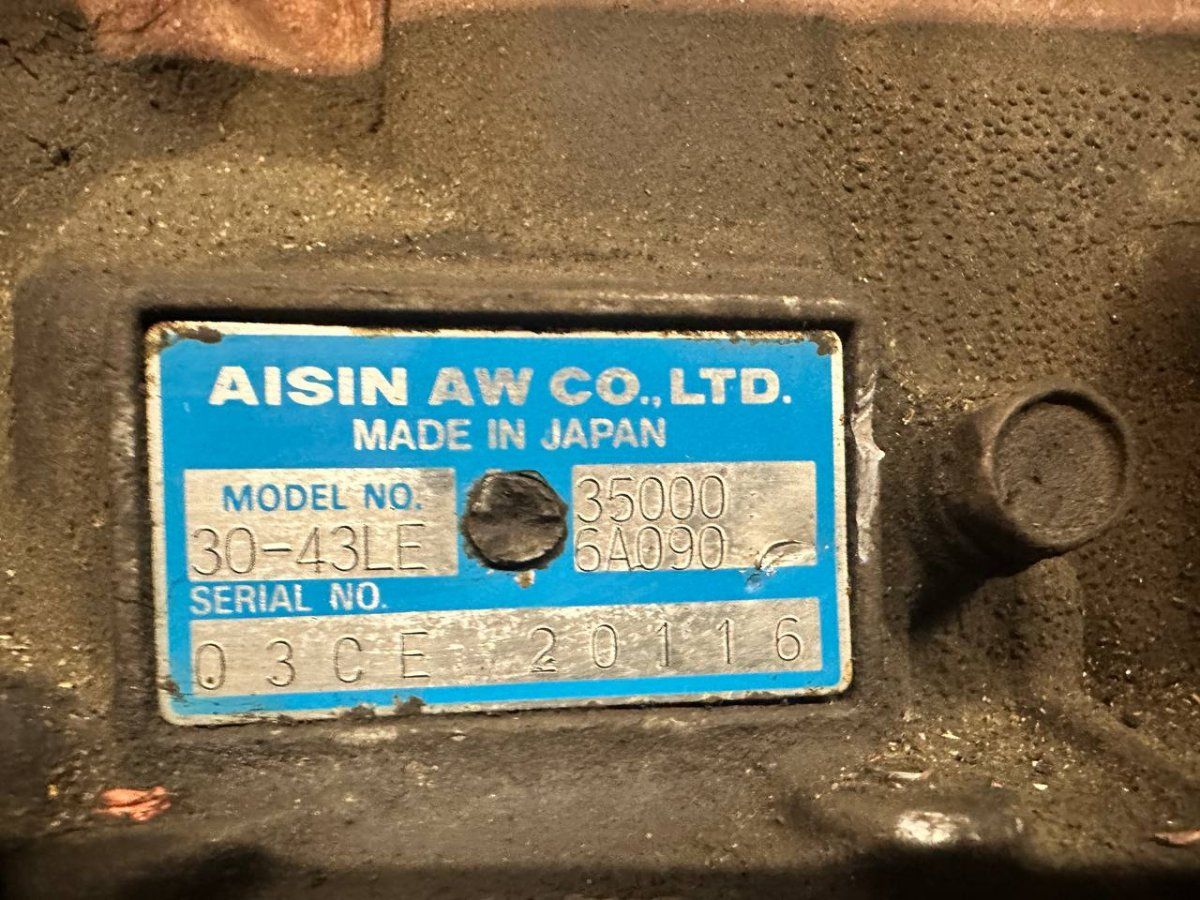 AISIN AW CO., LTD.
MADE IN JAPAN
MODEL NO.
30-43LE
35000
6A090
SERIAL NO.
03CE 20116